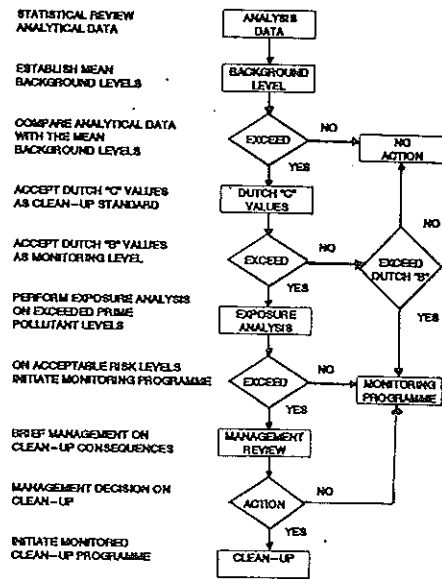 STATISTICAL REVIEW
ANALYTICAL DATA
ANALYSIS
DATA
ESTABLISH MEAN
BACKGROUND LEVELS
BACKGROUND
LEVEL
COMPARE ANALYTICAL DATA
WITH THE MEAN
BACKGROUND LEVELS
EXCEED
NO
NO
ACTION
YES
ACCEPT DUTCH "C" VALUES
AS CLEAN-UP STANDARD
DUTCH "C"
VALUES
NO
ACCEPT DUTCH "B" VALUES
AS MONITORING LEVEL
EXCEED
NO
EXCEED
DUTCH "B"
YES
YES
PERFORM EXPOSURE ANALYSIS
ON EXCEEDED PRIME
POLLUTANT LEVELS
EXPOSURE
ANALYSIS
ON ACCEPTABLE RISK LEVELS
INITIATE MONITORING PROGRAMME
EXCEED
NO
MONITORING
PROGRAMME
YES
BRIEF MANAGEMENT ON
CLEAN-UP CONSEQUENCES
MANAGEMENT
REVIEW
MANAGEMENT DECISION ON
CLEAN-UP
ACTION
NO
YES
INITIATE MONITORED
CLEAN-UP PROGRAMME
CLEAN-UP